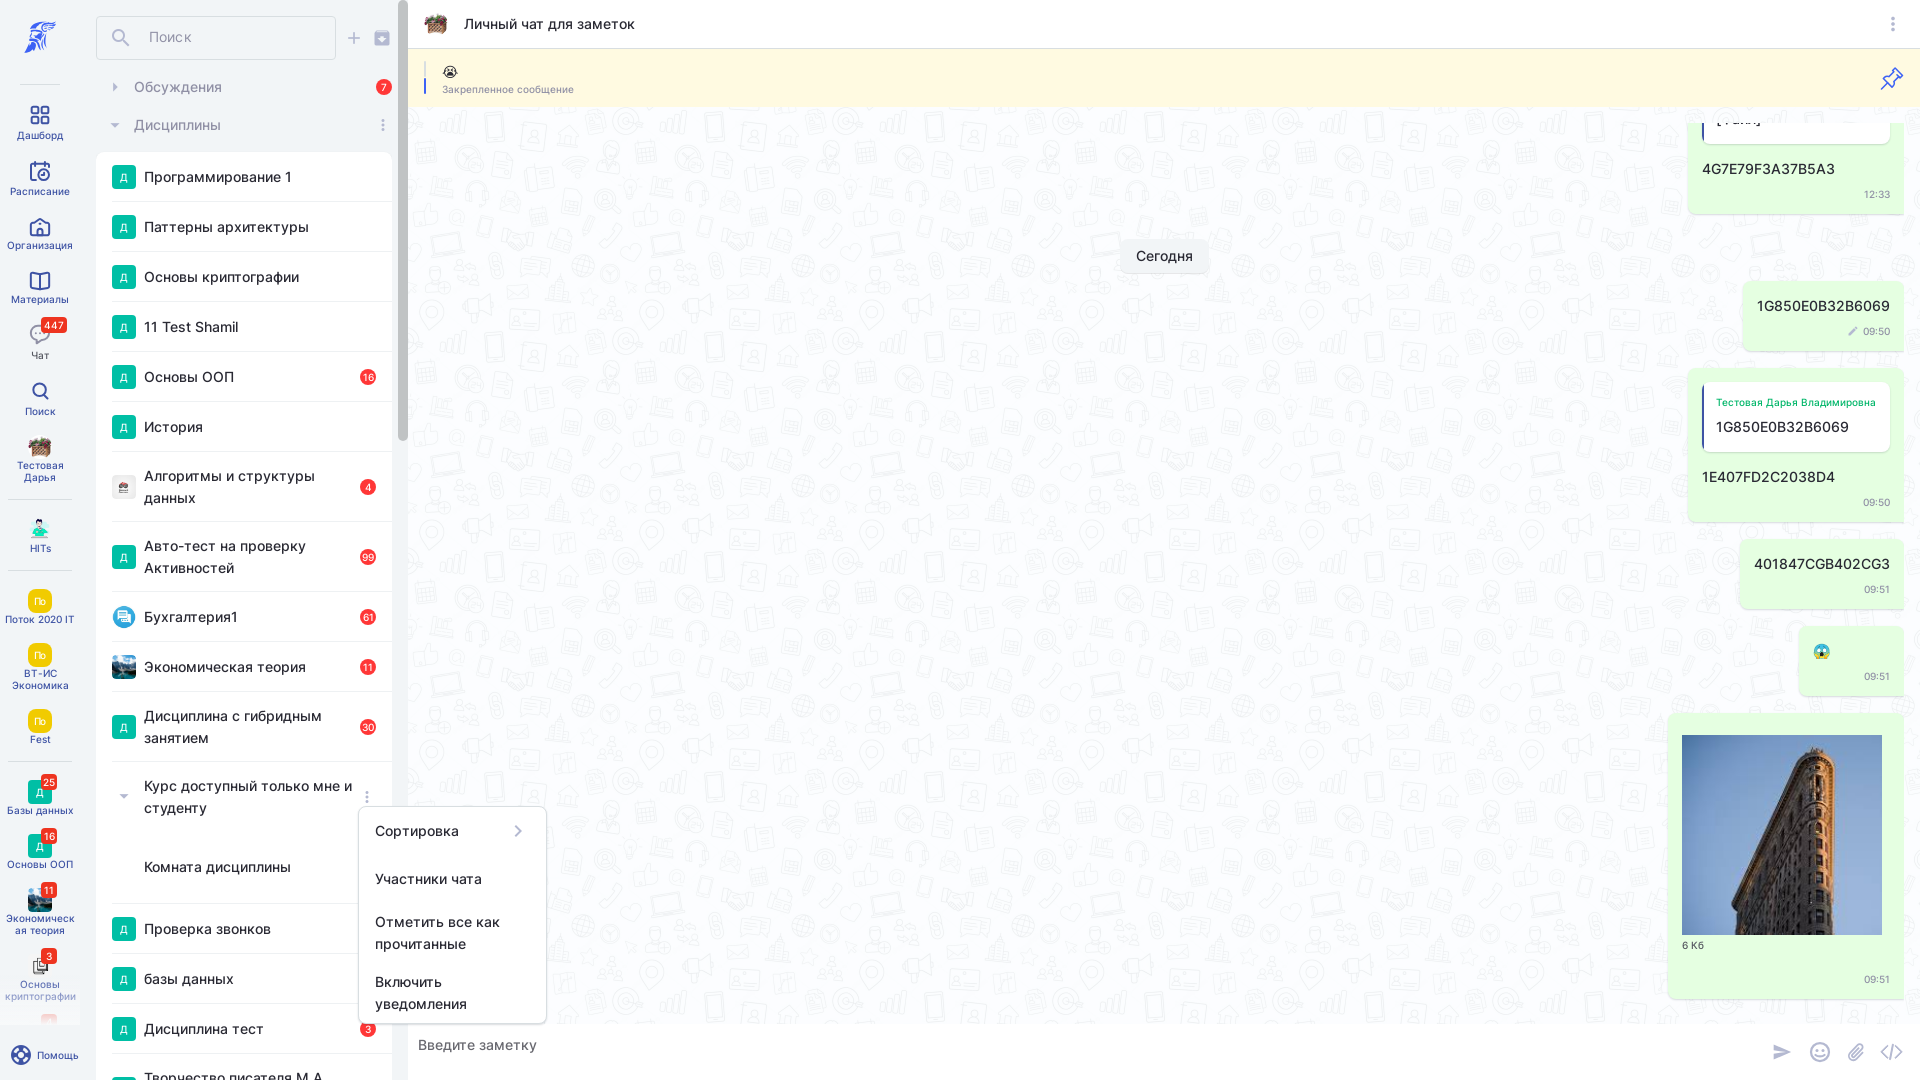 Дашборд
Расписание
Организация
Материалы
447
Чат
Поиск
Тестовая
Дарья
HITs
По
Поток 2020 IT
По
ВТ-ИС
Экономика
По
Fest
25
Д
Базы данных
16
Д
Основы ООП
11
Экономическ
ая теория
3
Основы
криптографии
Помощь
Поиск
Обсуждения
7
Дисциплины
Д
Программирование 1
Д
Паттерны архитектуры
Д
Основы криптографии
Д
11 Test Shamil
Д
Основы ООП
16
Д
История
Алгоритмы и структуры
данных
4
Д
Авто-тест на проверку
Активностей
99
Бухгалтерия1
61
Экономическая теория
11
Д
Дисциплина с гибридным
занятием
30
Курс доступный только мне и
студенту
Комната дисциплины
Д
Проверка звонков
Д
базы данных
Д
Дисциплина тест
3
Творчество писателя М.А.
Сортировка
Участники чата
Отметить все как
прочитанные
Включить
уведомления
Личный чат для заметок
Закрепленное сообщение
4G7E79F3A37B5A3
12:33
Сегодня
1G850E0B32B6069
09:50
Тестовая Дарья Владимировна
1G850E0B32B6069
1E407FD2C2038D4
09:50
401847CGB402CG3
09:51
09:51
6 Кб
09:51
Введите заметку